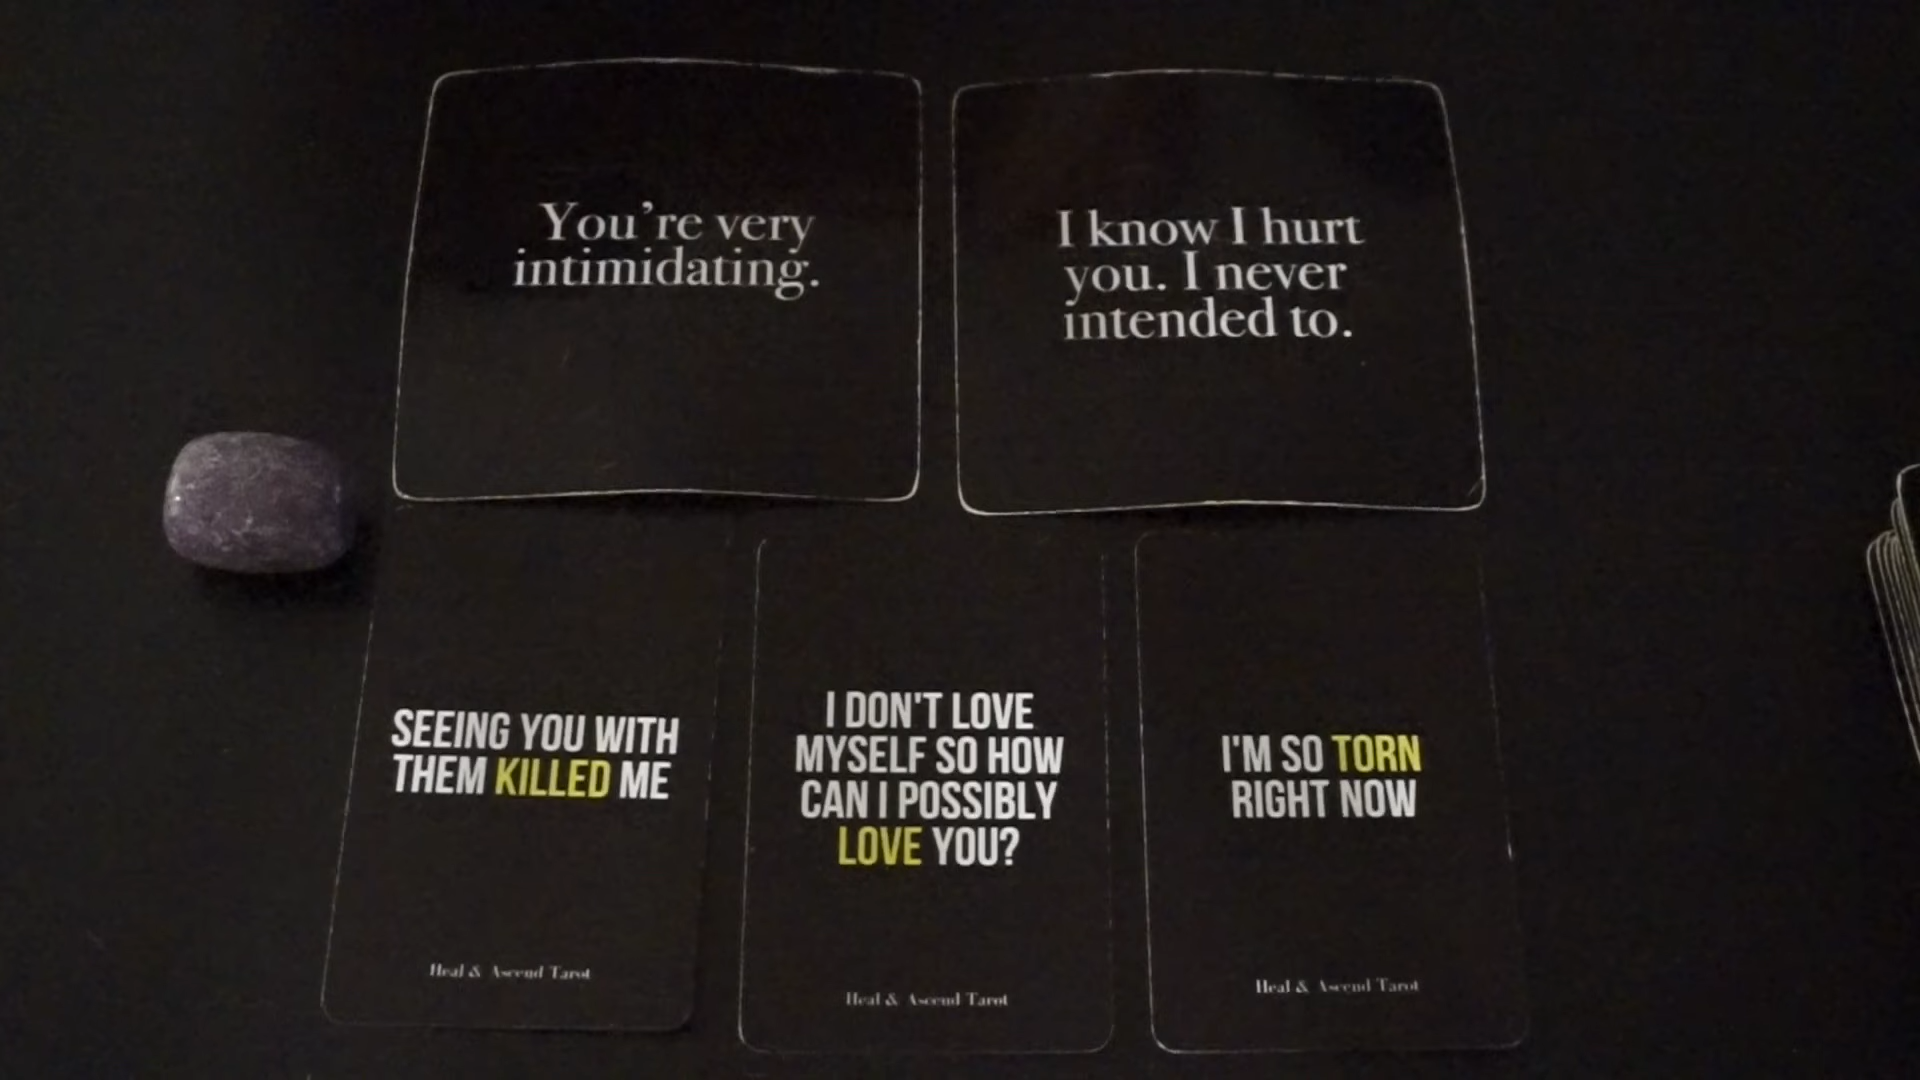 You're very
intimidating.
I know I hurt
you. I never
intended to.
SEEING YOU WITH
THEM KILLED ME
Heal & Ascend Tarot
I DON'T LOVE
MYSELF SO HOW
CAN I POSSIBLY
LOVE YOU?
Heal & Ascend Tarot
I'M SO TORN
RIGHT NOW
Heal & Ascend Tarot